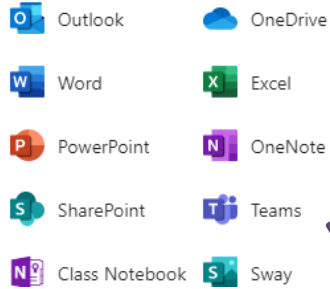 Outlook OneDrive
Word Excel
PowerPoint OneNote
SharePoint Teams
Class Notebook Sway